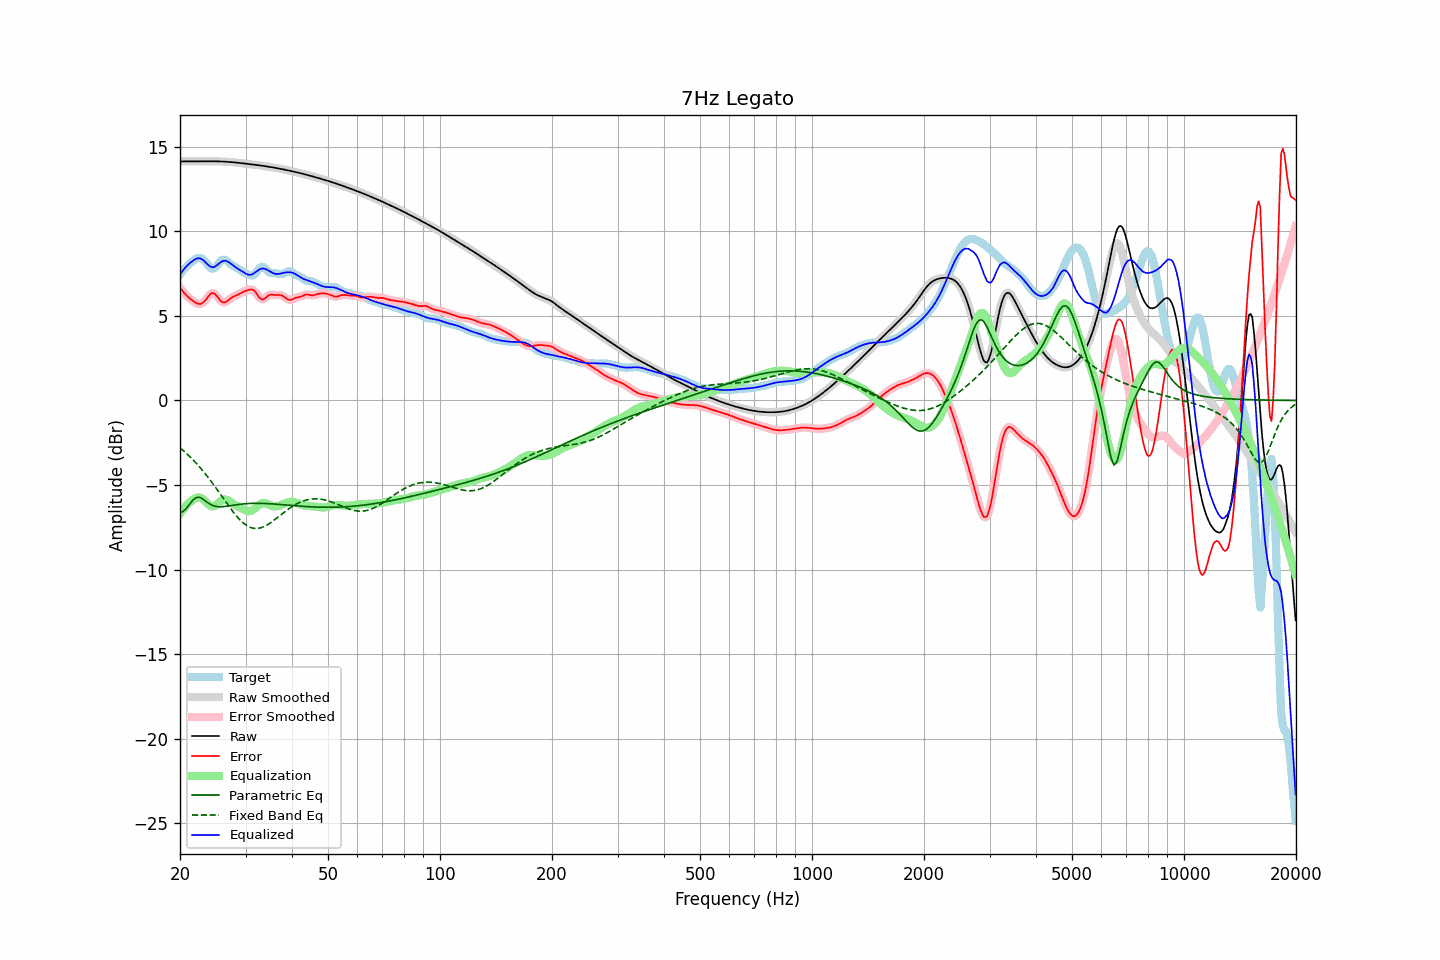 7Hz Legato
15
10
5
0
−5
−10
−15
−20
−25
Amplitude (dBr)
Target
Raw Smoothed
Error Smoothed
Raw
Error
Equalization
Parametric Eq
Fixed Band Eq
Equalized
20 50 100 200 500 1000 2000 5000 10000 20000
Frequency (Hz)